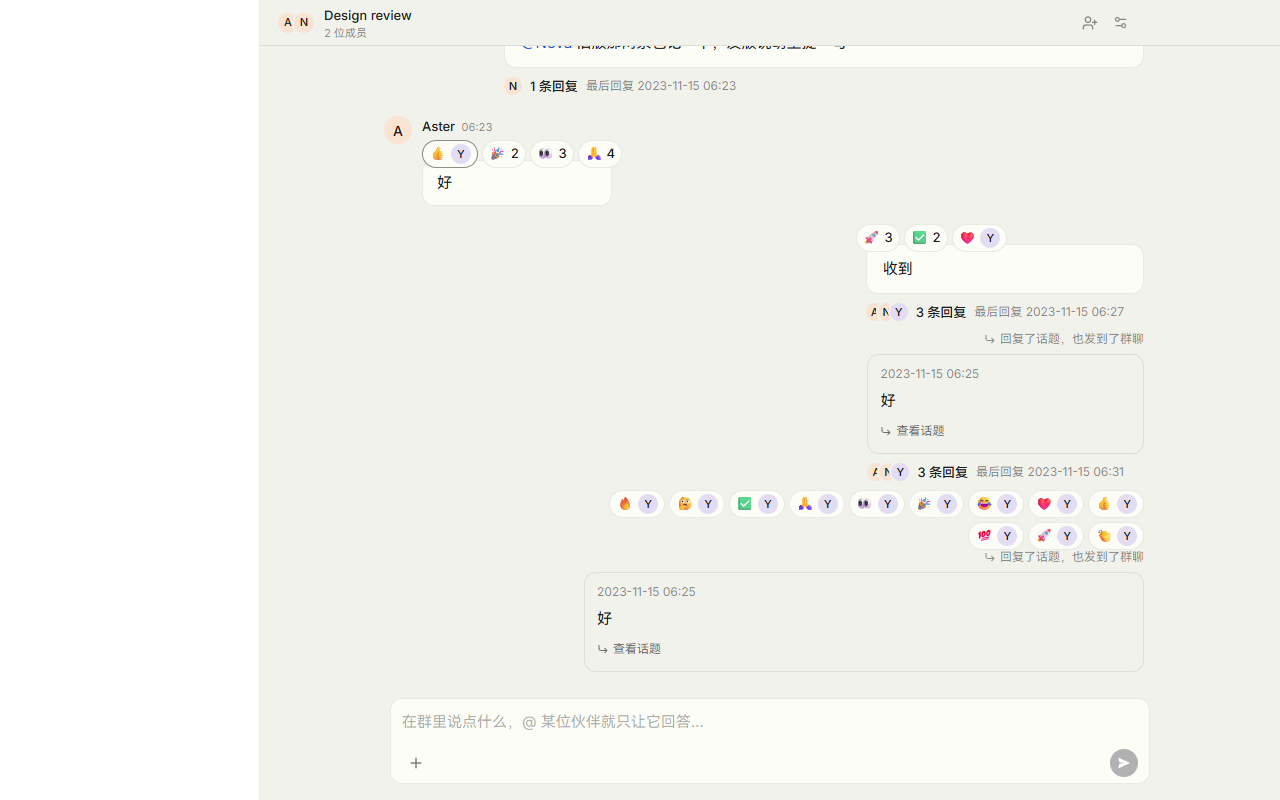 A N Design review
2 位成员
N 1 条回复 最后回复 2023-11-15 06:23
A Aster 06:23
Y 2 3 4
好
3 2 Y
收到
A N Y 3 条回复 最后回复 2023-11-15 06:27
回复了话题，也发到了群聊
2023-11-15 06:25
好
查看话题
A N Y 3 条回复 最后回复 2023-11-15 06:31
Y Y Y Y Y Y Y Y Y
100 Y Y Y
回复了话题，也发到了群聊
2023-11-15 06:25
好
查看话题
在群里说点什么，@ 某位伙伴就只让它回答...